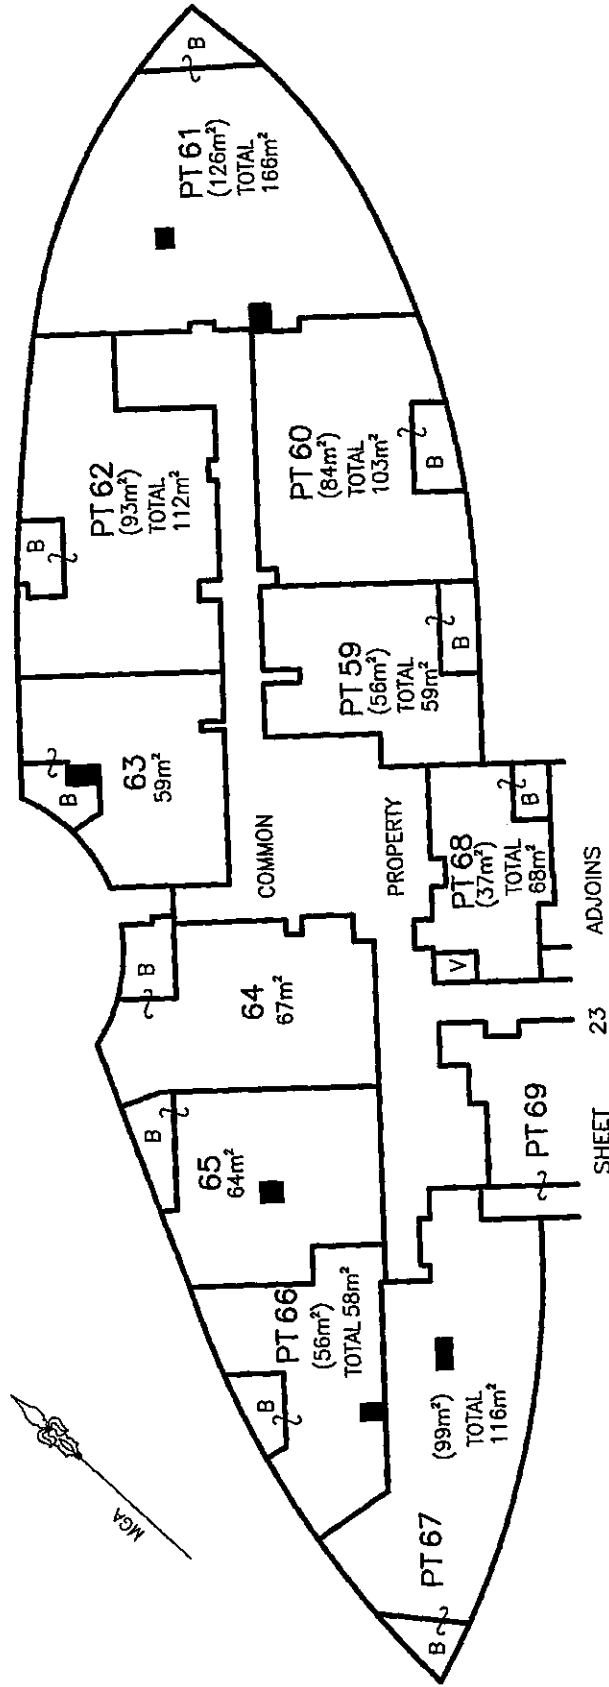 B
PT 61
(126m²)
TOTAL
166m²
PT 62
(93m²)
TOTAL
112m²
B
PT 60
(84m²)
TOTAL
103m²
B
PT 59
(56m²)
TOTAL
59m²
B
63
59m²
B
COMMON
PROPERTY
PT 68
(37m²)
TOTAL
68m²
B
V
64
67m²
B
65
64m²
B
PT 66
(56m²)
TOTAL 58m²
B
PT 67
(99m²)
TOTAL
116m²
B
PT 69
SHEET 23 ADJOINS
MGA